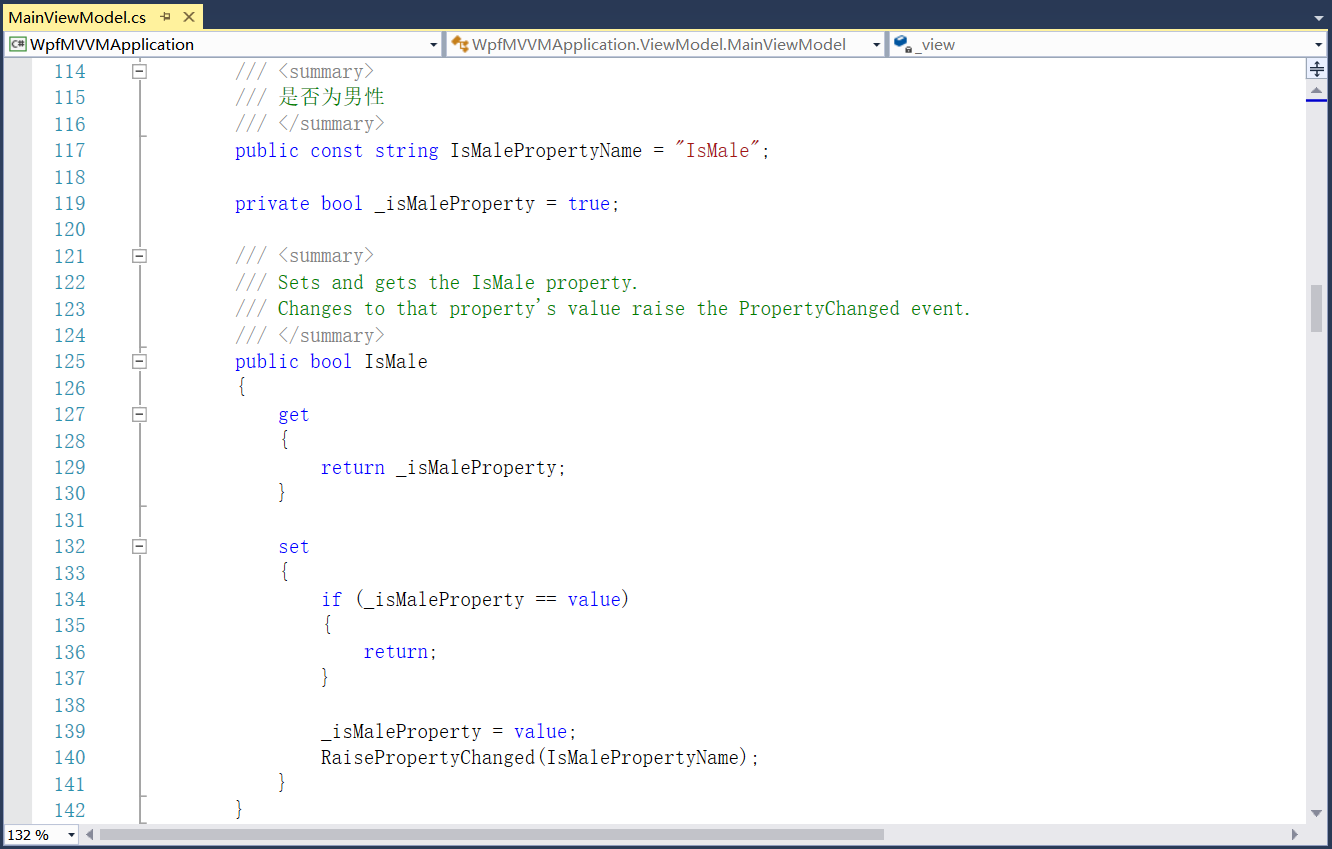 MainViewModel.cs
WpfMVVMApplication
WpfMVVMApplication.ViewModel.MainViewModel
_view
114 /// <summary>
115 /// 是否为男性
116 /// </summary>
117 public const string IsMalePropertyName = "IsMale";
118
119 private bool _isMaleProperty = true;
120
121 /// <summary>
122 /// Sets and gets the IsMale property.
123 /// Changes to that property's value raise the PropertyChanged event.
124 /// </summary>
125 public bool IsMale
126 {
127 get
128 {
129 return _isMaleProperty;
130 }
131
132 set
133 {
134 if (_isMaleProperty == value)
135 {
136 return;
137 }
138
139 _isMaleProperty = value;
140 RaisePropertyChanged(IsMalePropertyName);
141 }
142 }
132 %